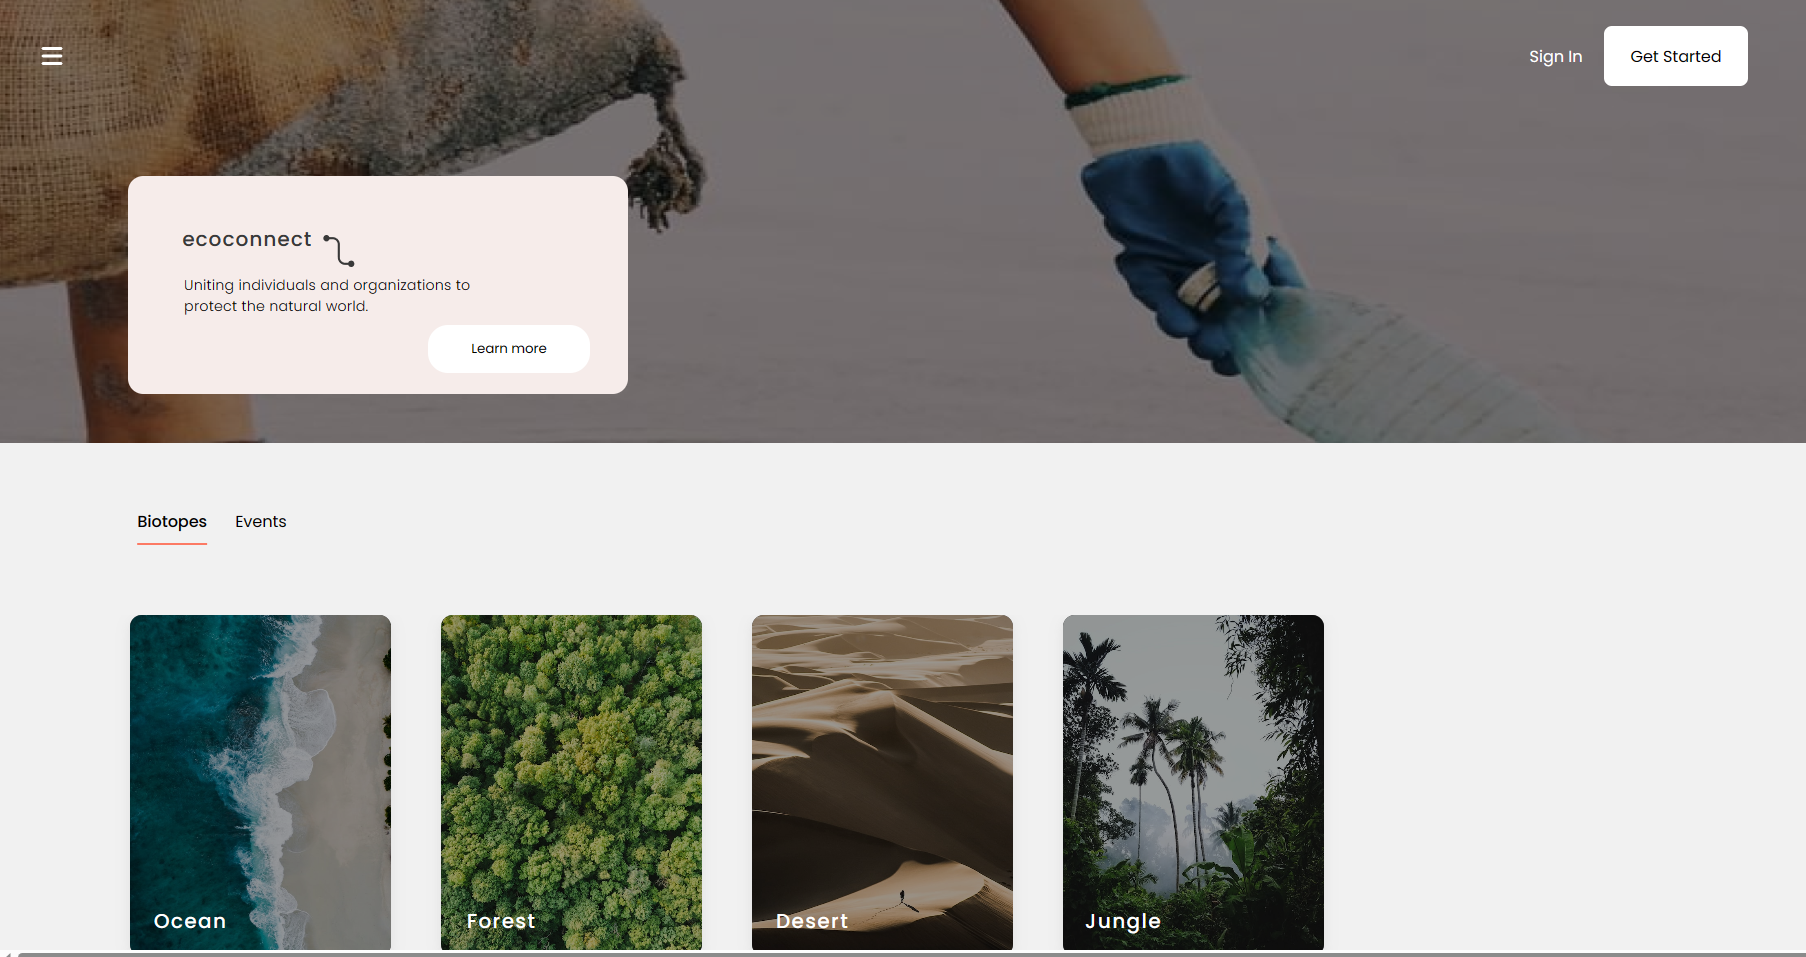 Sign In
Get Started
ecoconnect
Uniting individuals and organizations to
protect the natural world.
Learn more
Biotopes
Events
Ocean
Forest
Desert
Jungle